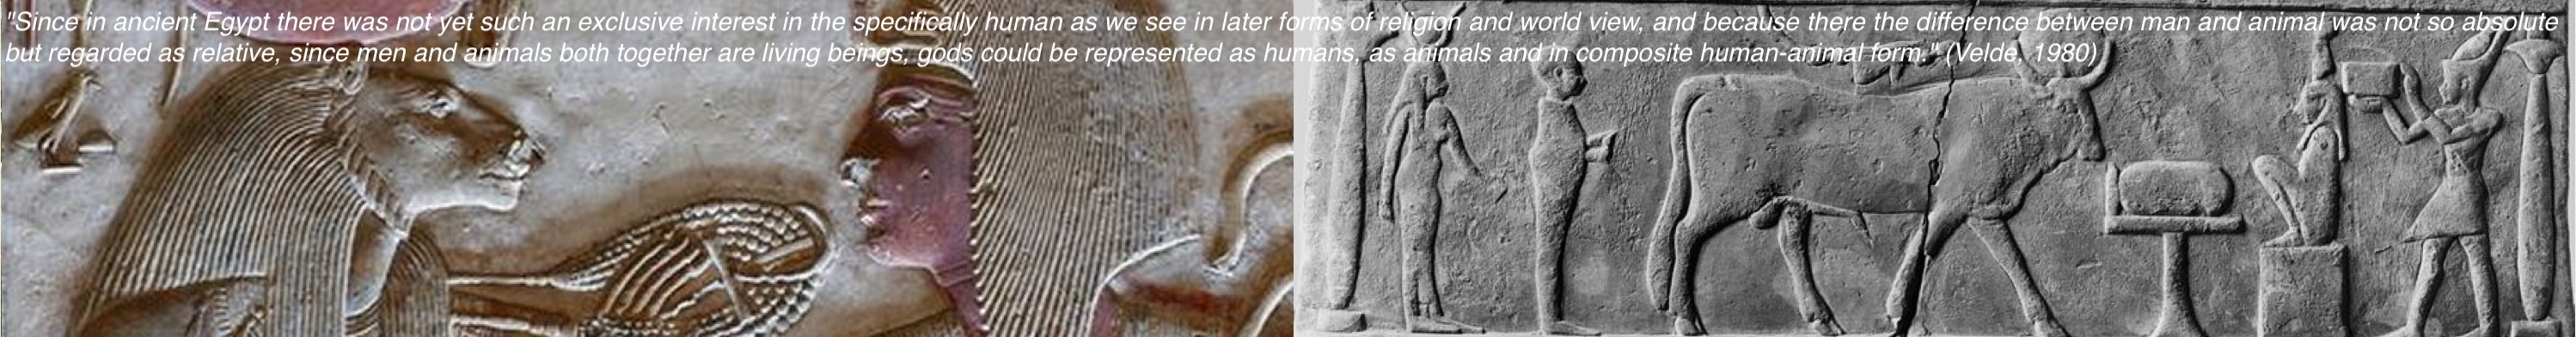 "Since in ancient Egypt there was not yet such an exclusive interest in the specifically human as we see in later forms of religion and world view, and because there the difference between man and animal was not so absolute
but regarded as relative, since men and animals both together are living beings, gods could be represented as humans, as animals and in composite human-animal form." (Velde, 1980)